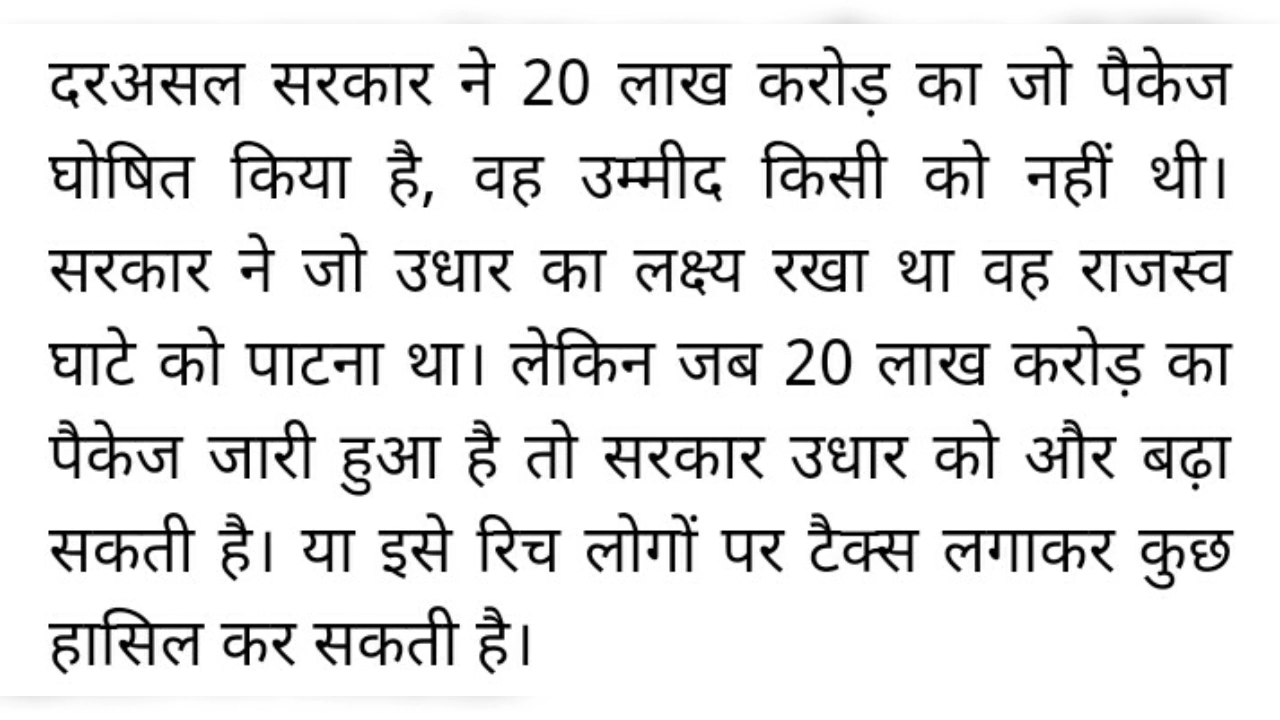 दरअसल सरकार ने 20 लाख करोड़ का जो पैकेज
घोषित किया है, वह उम्मीद किसी को नहीं थी।
सरकार ने जो उधार का लक्ष्य रखा था वह राजस्व
घाटे को पाटना था। लेकिन जब 20 लाख करोड़ का
पैकेज जारी हुआ है तो सरकार उधार को और बढ़ा
सकती है। या इसे रिच लोगों पर टैक्स लगाकर कुछ
हासिल कर सकती है।